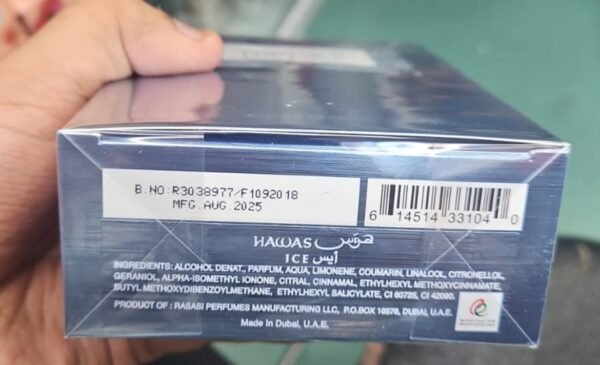 B.NO:R3038977/F1092018
MFG.AUG.2025
6 14514 33104 0
HAWAS هوس
ICE آيس
INGREDIENTS: ALCOHOL DENAT., PARFUM, AQUA, LIMONENE, COUMARIN, LINALOOL, CITRONELLOL,
GERANIOL, ALPHA-ISOMETHYL IONONE, CITRAL, CINNAMAL, ETHYLHEXYL METHOXYCINNAMATE,
BUTYL METHOXYDIBENZOYLMETHANE, ETHYLHEXYL SALICYLATE, CI 60725, CI 42090.
PRODUCT OF : RASASI PERFUMES MANUFACTURING LLC, P.O.BOX 16878, DUBAI, U.A.E.
Made in Dubai, U.A.E.